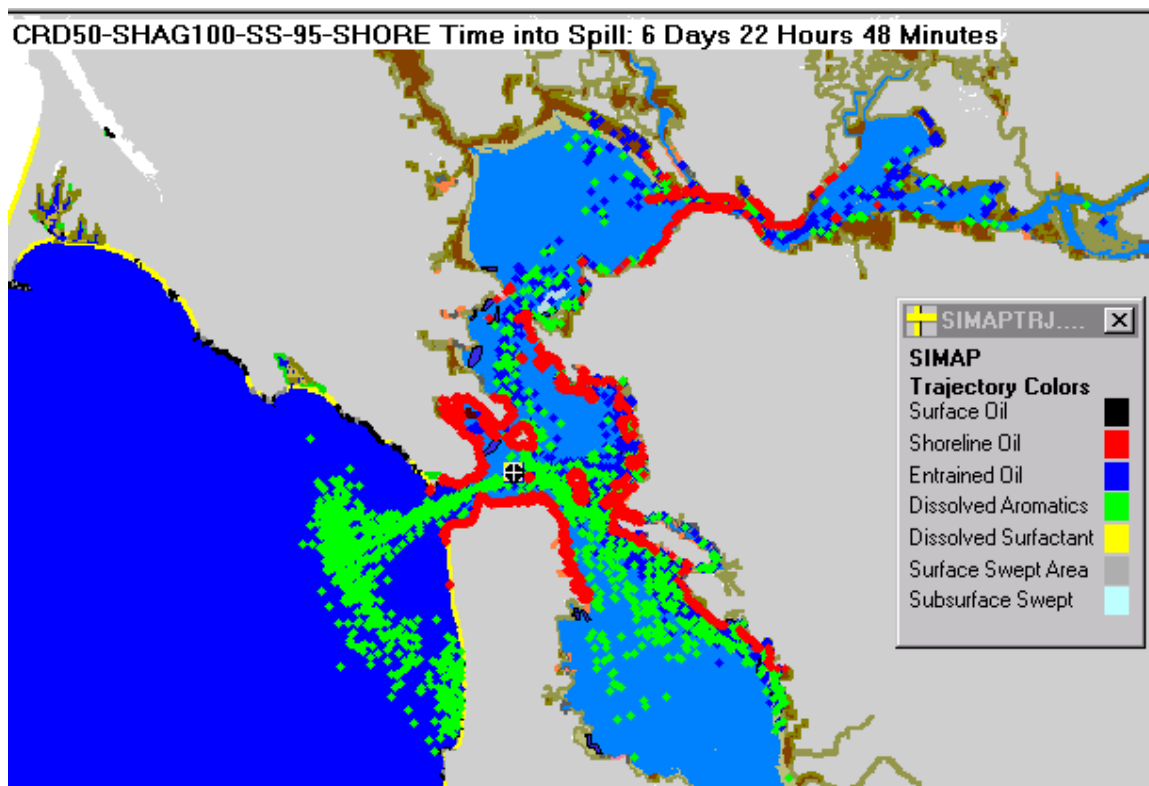 CRD50-SHAG100-SS-95-SHORE Time into Spill: 6 Days 22 Hours 48 Minutes
SIMAPTRJ....
SIMAP
Trajectory Colors
Surface Oil
Shoreline Oil
Entrained Oil
Dissolved Aromatics
Dissolved Surfactant
Surface Swept Area
Subsurface Swept